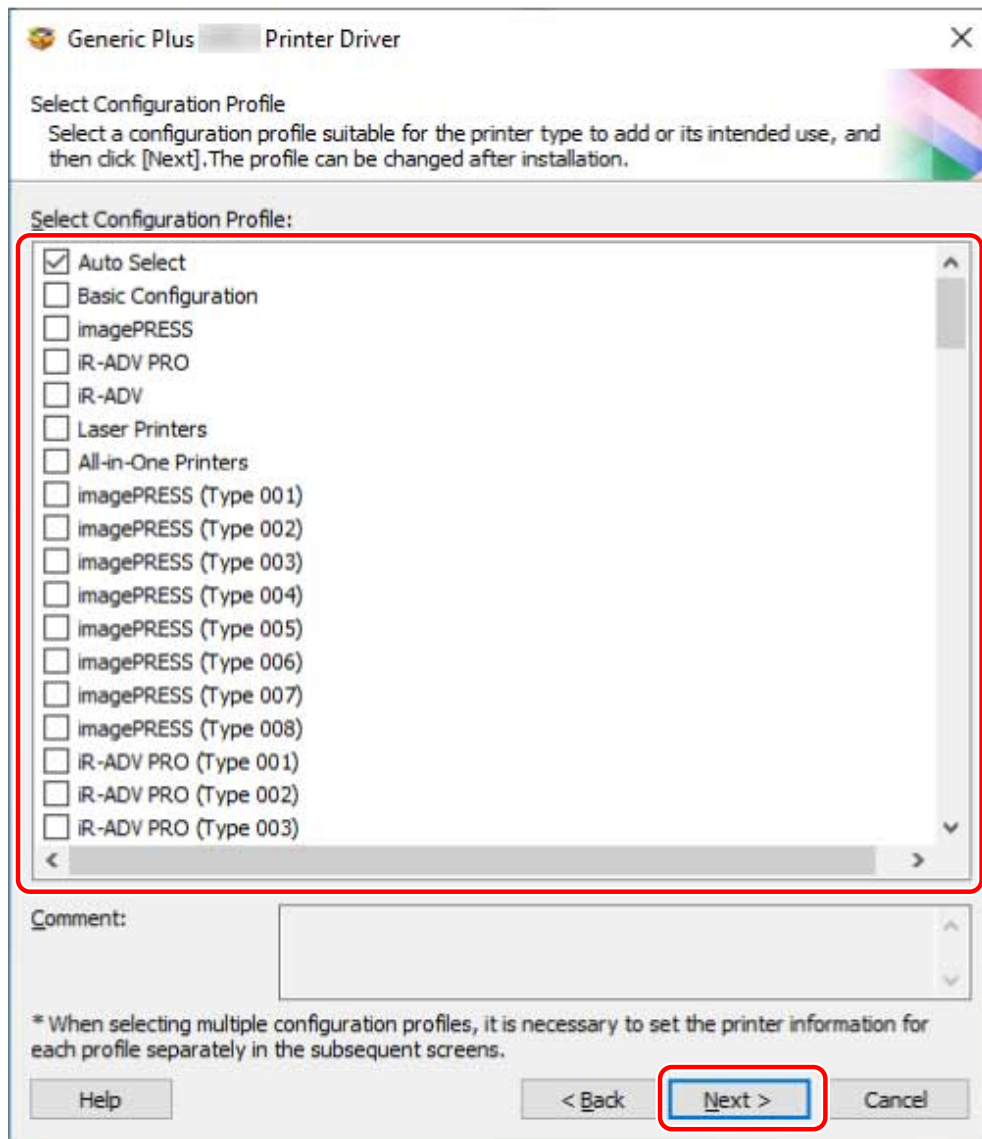 Generic Plus Printer Driver
Select Configuration Profile
Select a configuration profile suitable for the printer type to add or its intended use, and
then click [Next].The profile can be changed after installation.
Select Configuration Profile:
Auto Select
Basic Configuration
imagePRESS
iR-ADV PRO
iR-ADV
Laser Printers
All-in-One Printers
imagePRESS (Type 001)
imagePRESS (Type 002)
imagePRESS (Type 003)
imagePRESS (Type 004)
imagePRESS (Type 005)
imagePRESS (Type 006)
imagePRESS (Type 007)
imagePRESS (Type 008)
iR-ADV PRO (Type 001)
iR-ADV PRO (Type 002)
iR-ADV PRO (Type 003)
Comment:
* When selecting multiple configuration profiles, it is necessary to set the printer information for
each profile separately in the subsequent screens.
Help < Back Next > Cancel